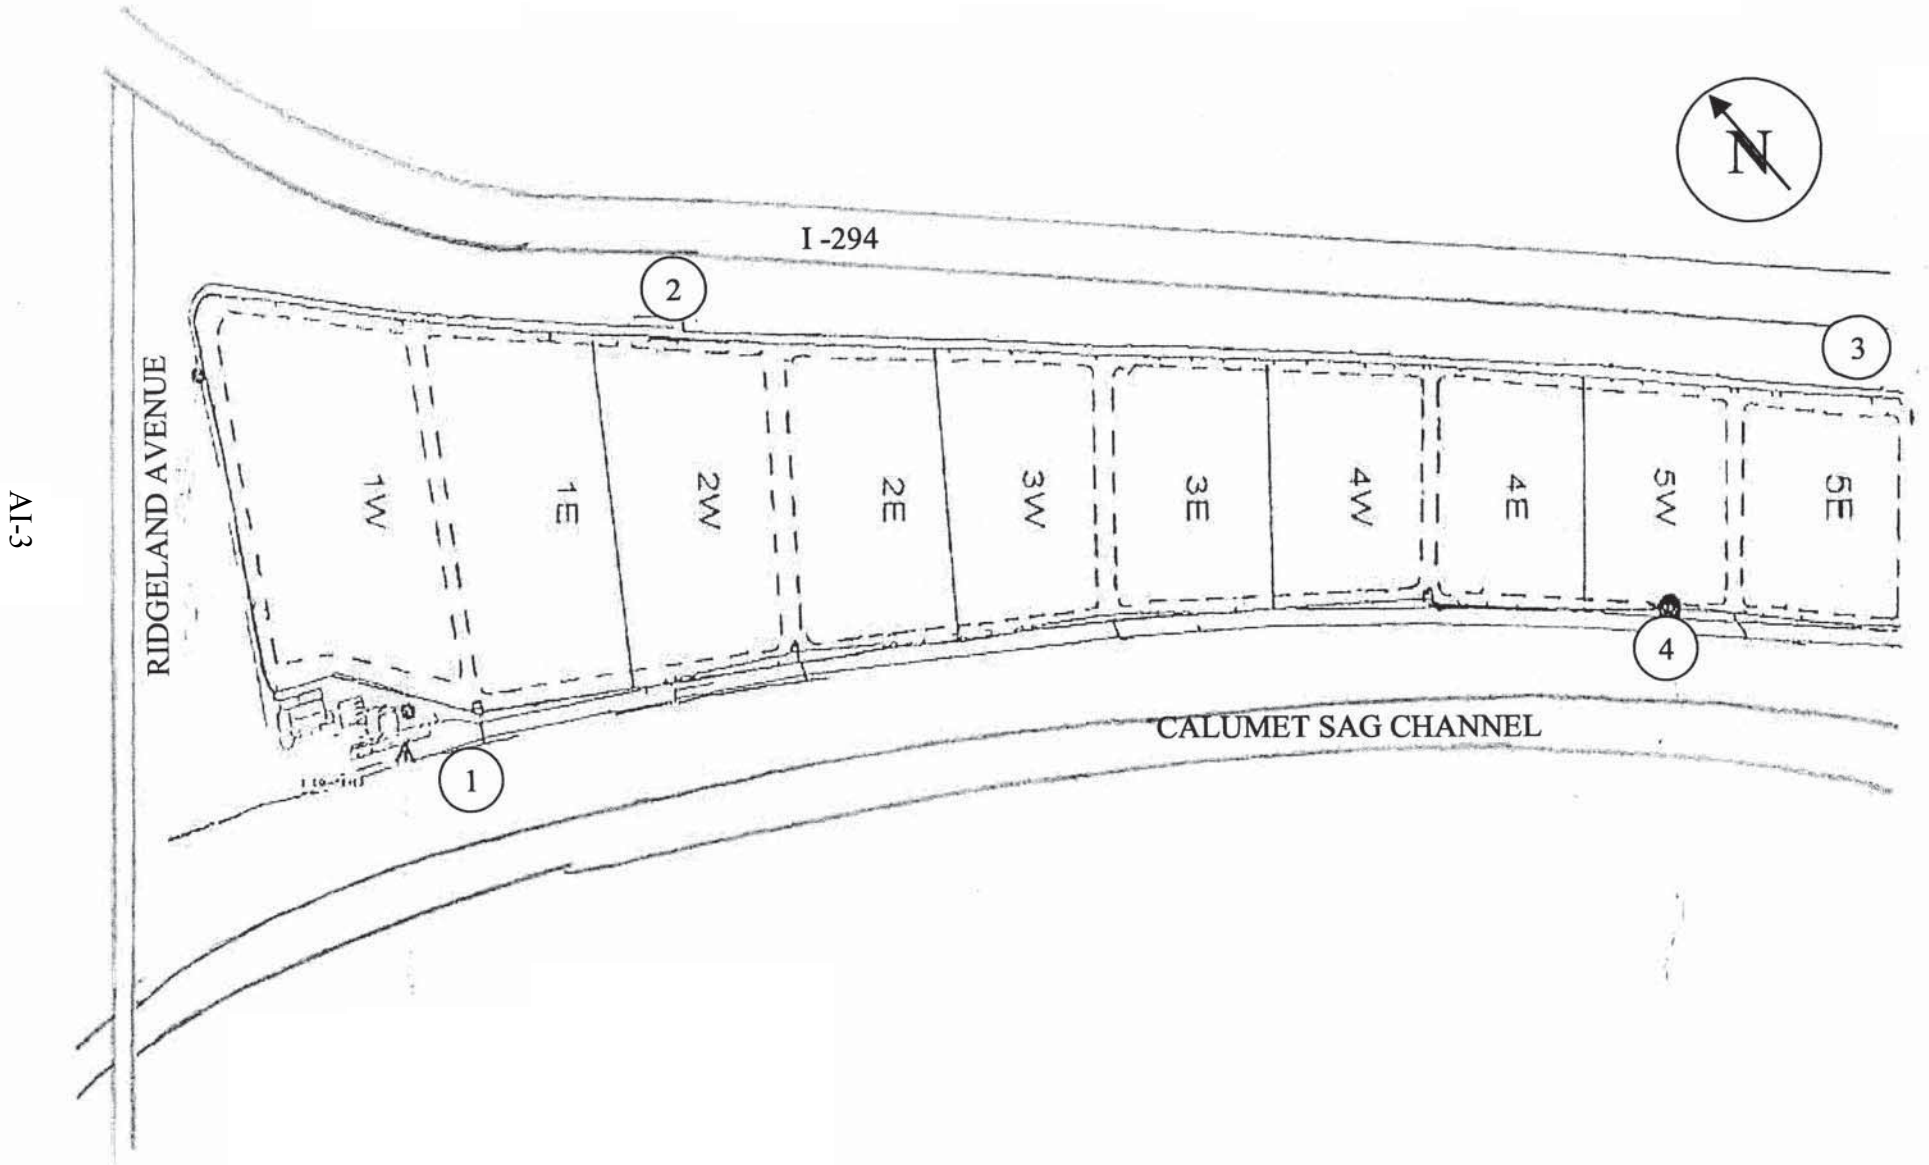 N
I -294
2
3
RIDGELAND AVENUE
1W
1E
2W
2E
3W
3E
4W
4E
5W
5E
4
CALUMET SAG CHANNEL
1
AI-3